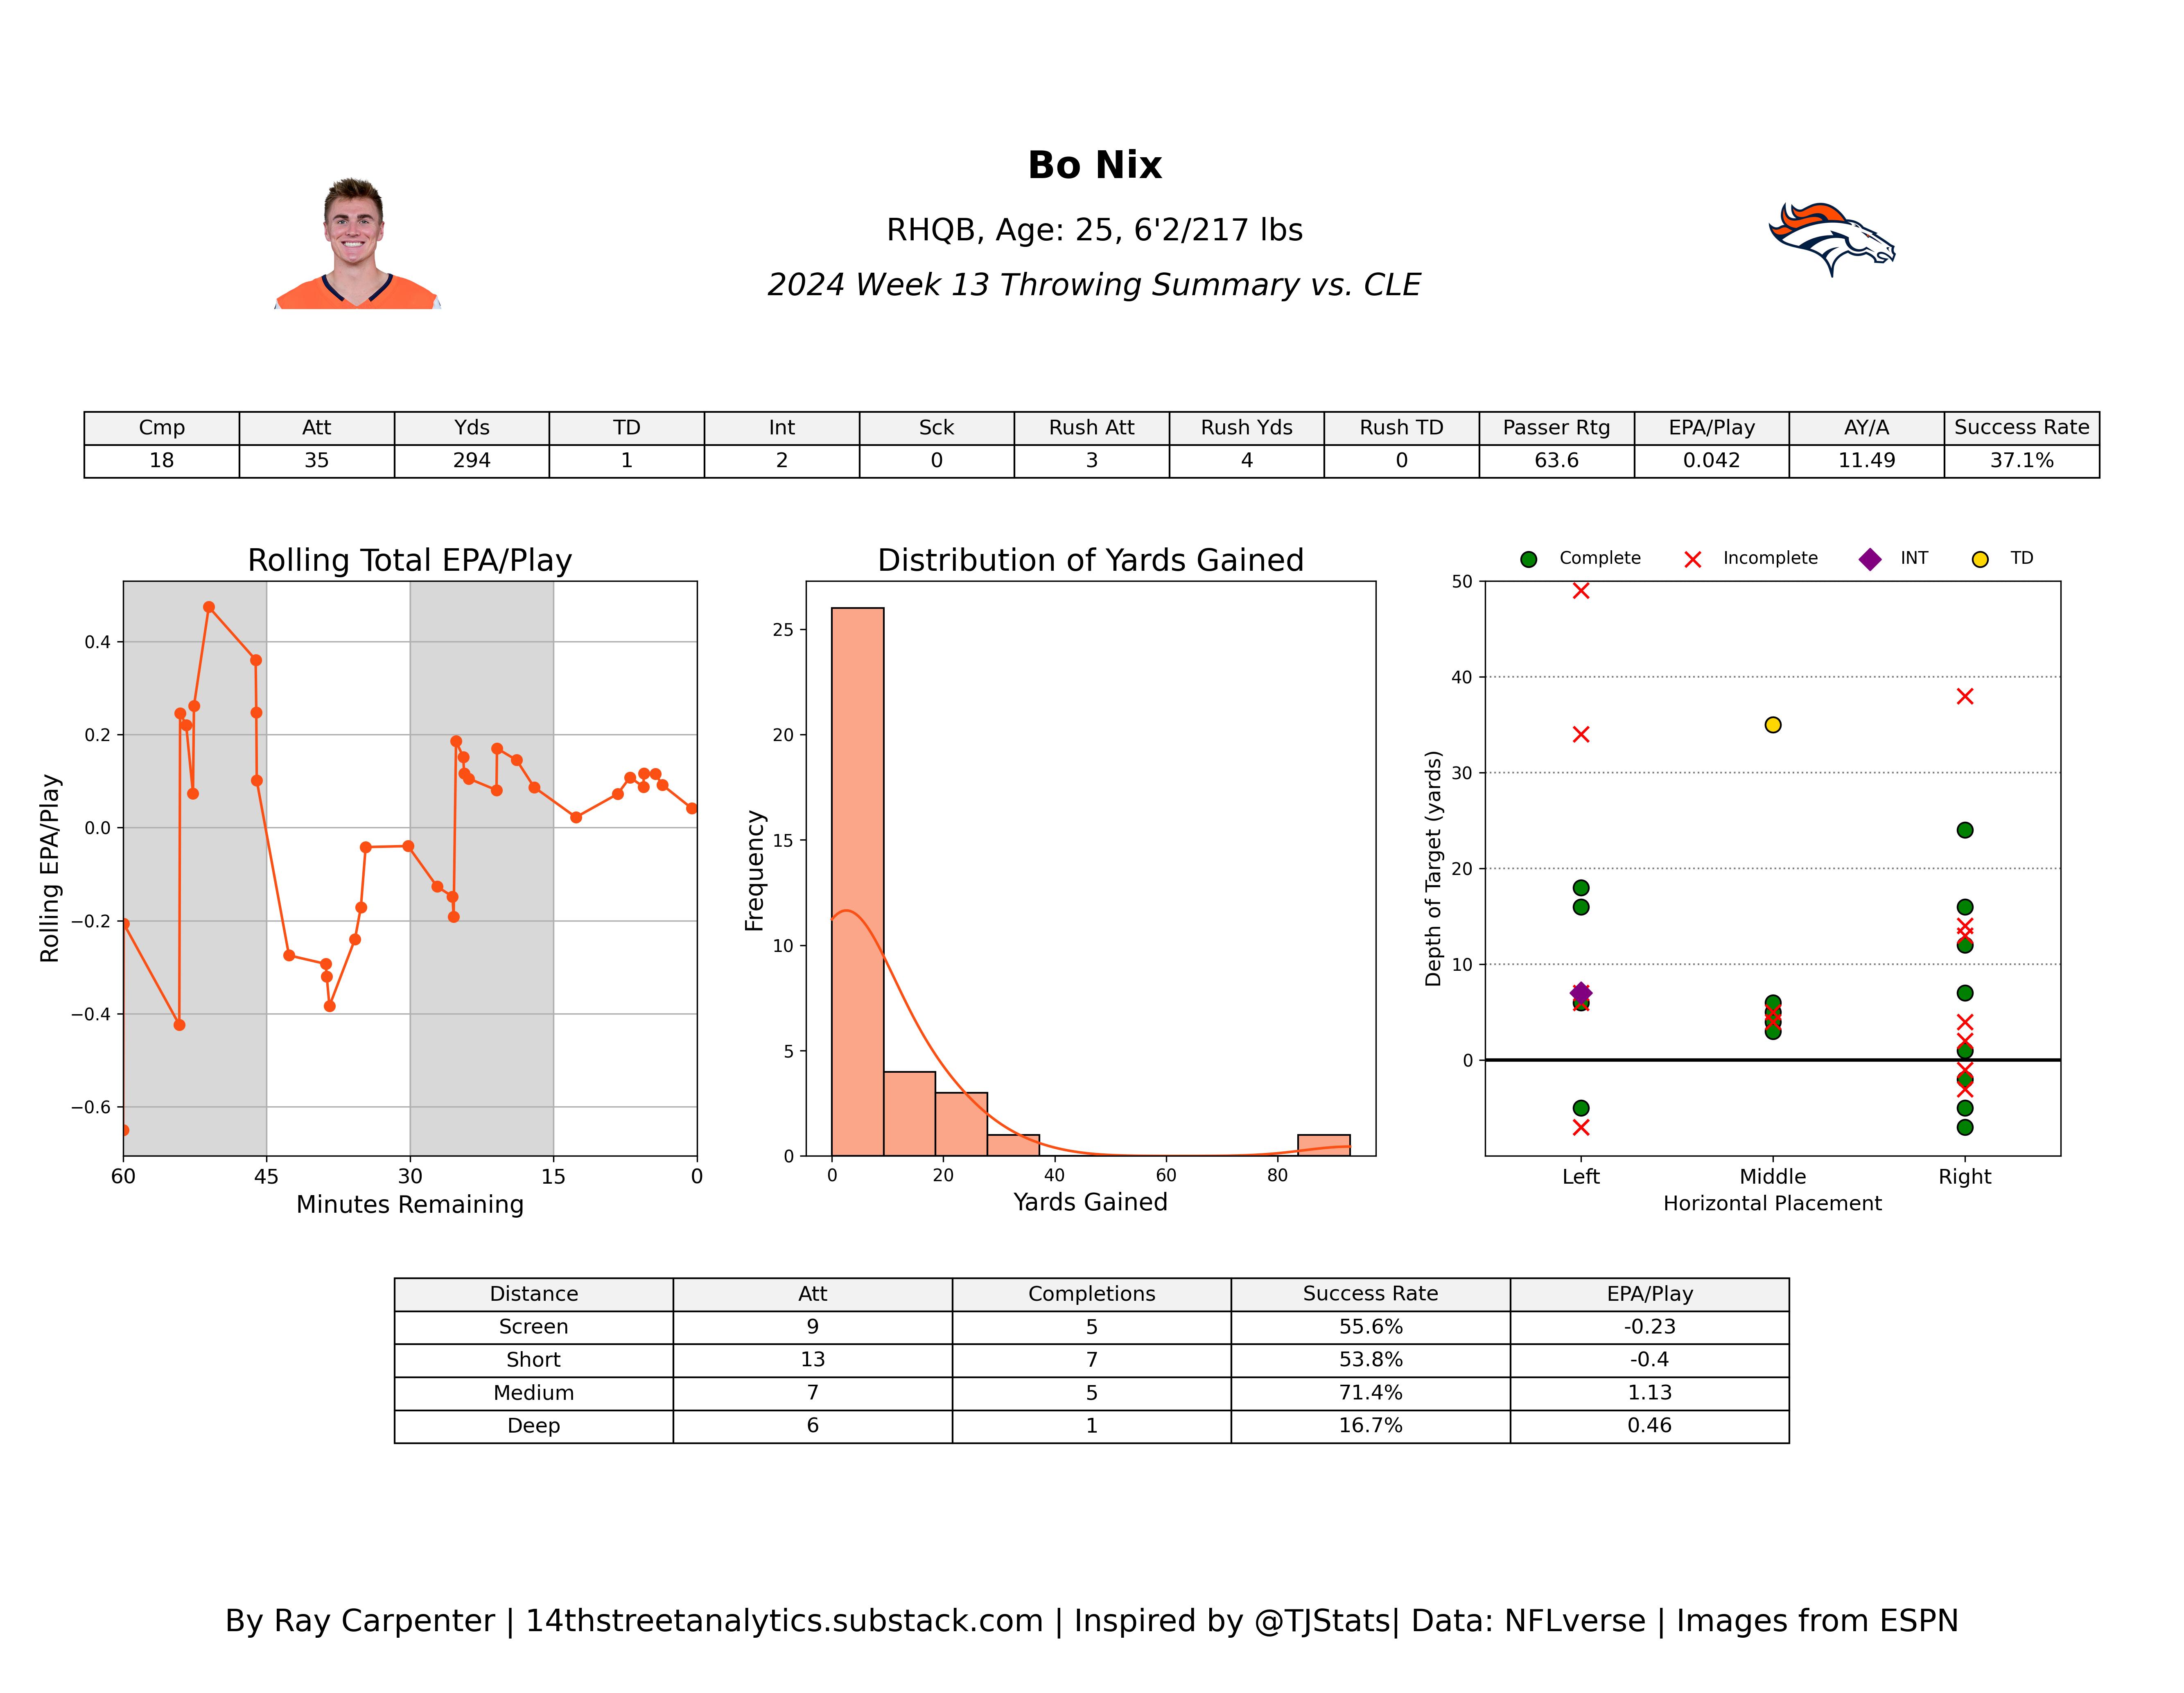 Bo Nix
RHQB, Age: 25, 6'2/217 lbs
2024 Week 13 Throwing Summary vs. CLE
Cmp Att Yds TD Int Sck Rush Att Rush Yds Rush TD Passer Rtg EPA/Play AY/A Success Rate
18 35 294 1 2 0 3 4 0 63.6 0.042 11.49 37.1%
Rolling Total EPA/Play
0.4
0.2
0.0
−0.2
−0.4
−0.6
Rolling EPA/Play
60 45 30 15 0
Minutes Remaining
Distribution of Yards Gained
25
20
15
10
5
0
Frequency
0 20 40 60 80
Yards Gained
Complete Incomplete INT TD
50
40
30
20
10
0
Depth of Target (yards)
Left Middle Right
Horizontal Placement
Distance Att Completions Success Rate EPA/Play
Screen 9 5 55.6% -0.23
Short 13 7 53.8% -0.4
Medium 7 5 71.4% 1.13
Deep 6 1 16.7% 0.46
By Ray Carpenter | 14thstreetanalytics.substack.com | Inspired by @TJStats| Data: NFLverse | Images from ESPN